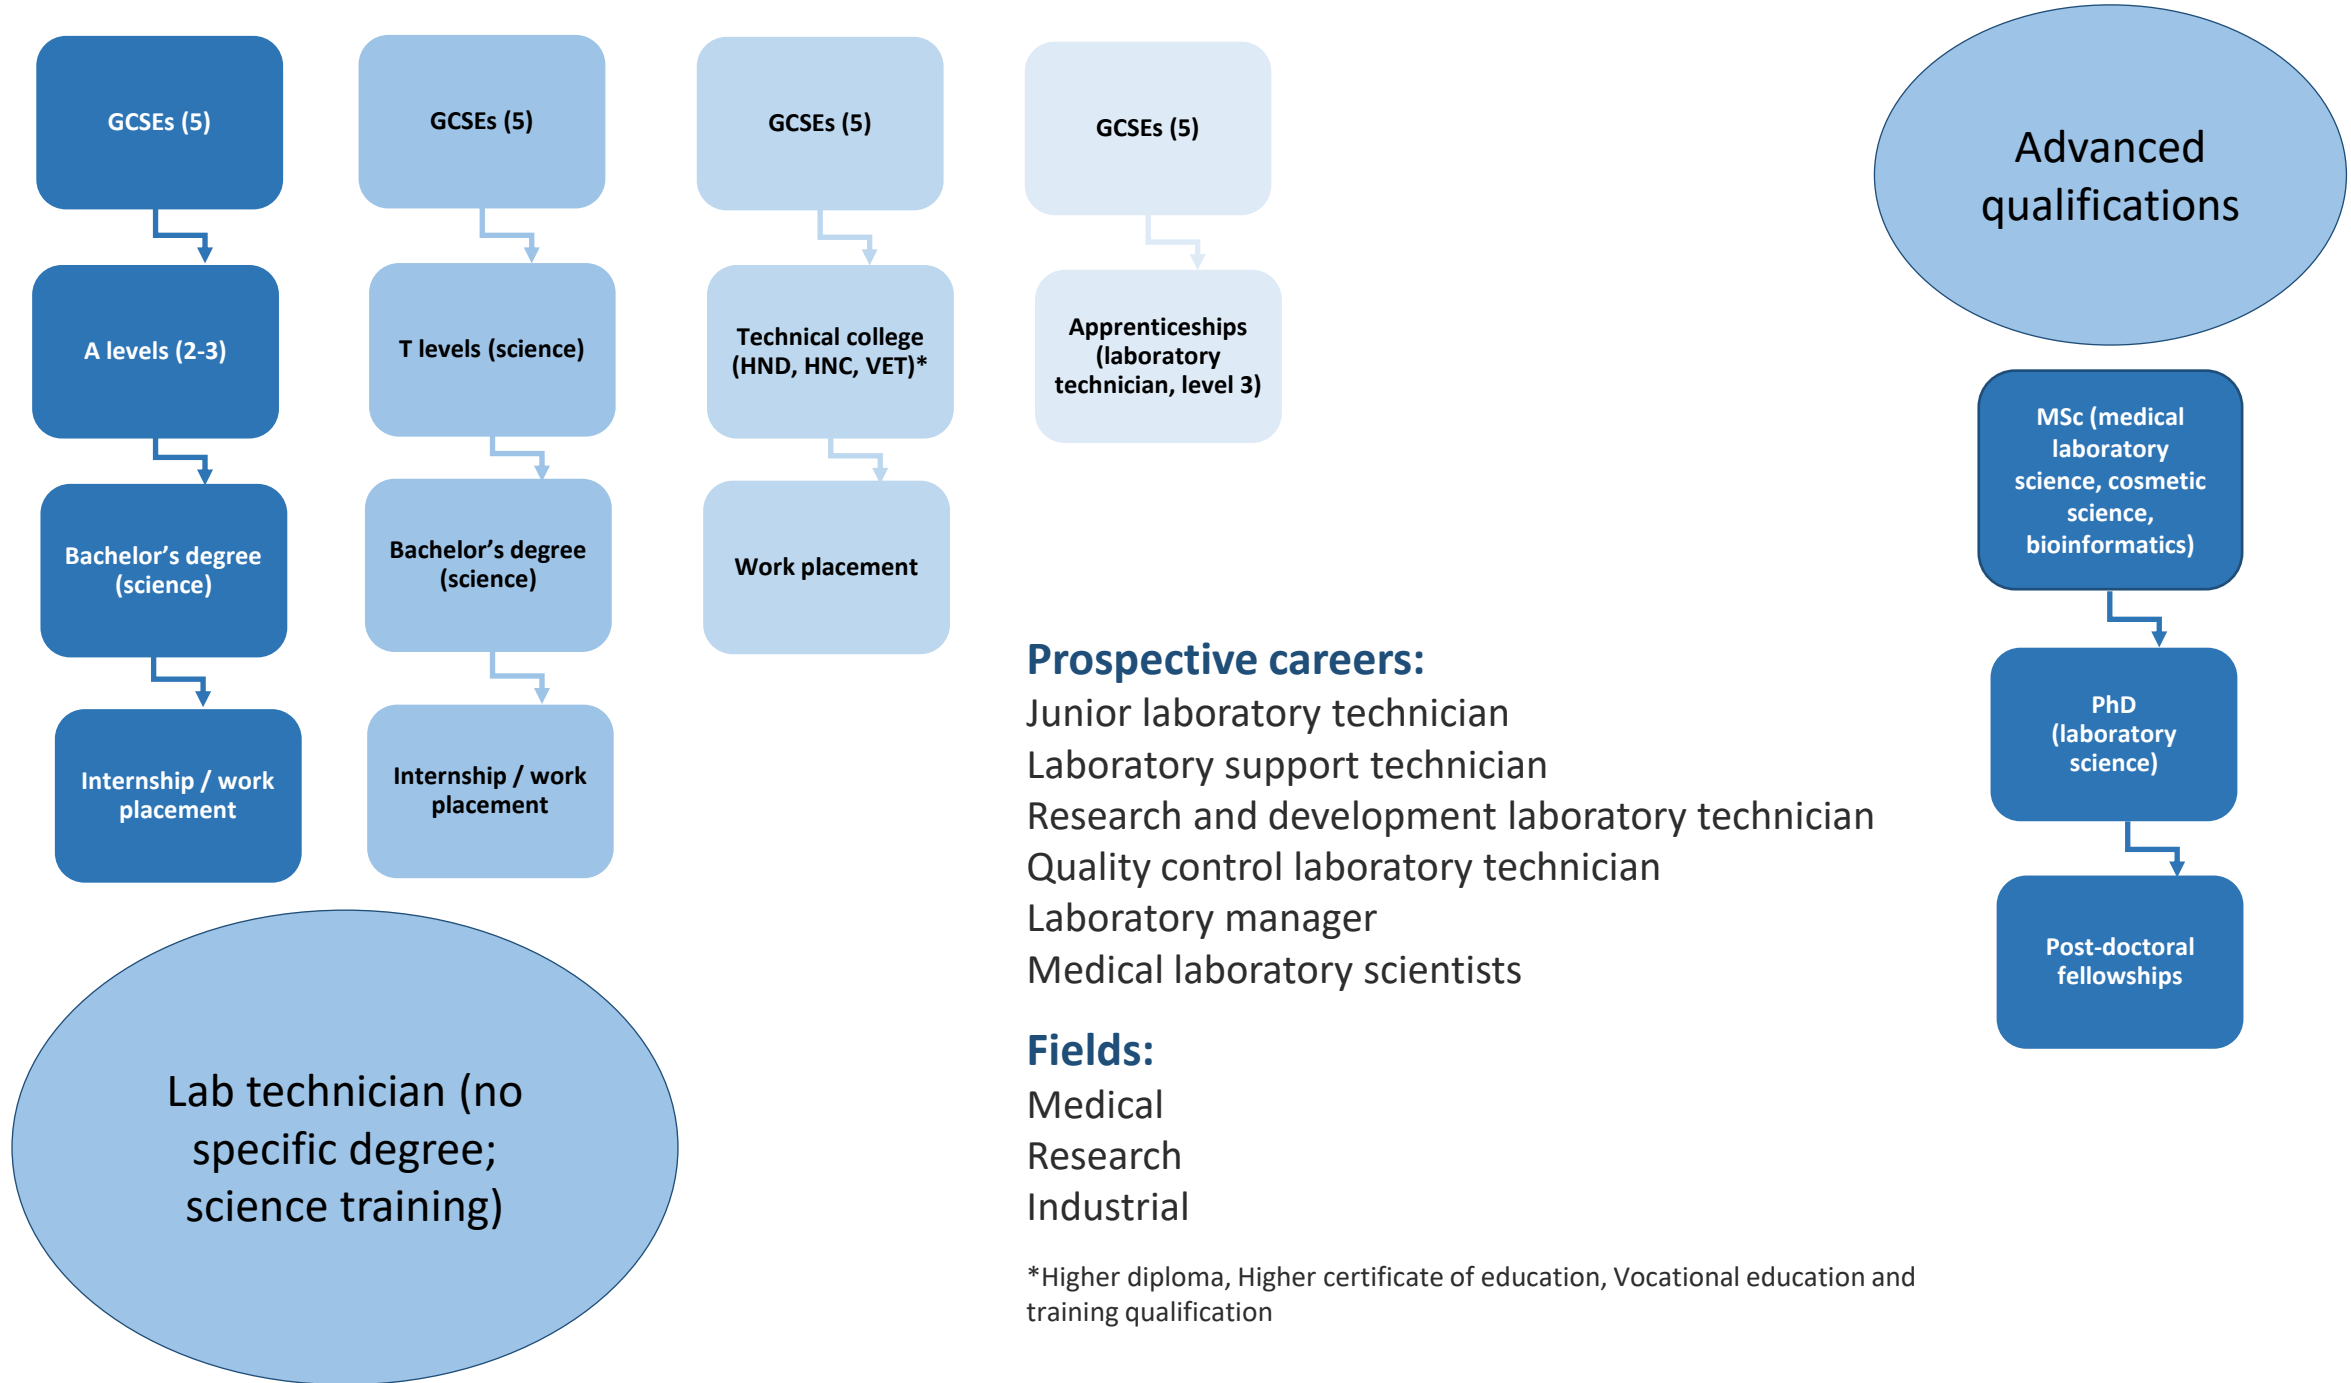 GCSEs (5)
A levels (2-3)
Bachelor’s degree
(science)
Internship / work
placement
GCSEs (5)
T levels (science)
Bachelor’s degree
(science)
Internship / work
placement
GCSEs (5)
Technical college
(HND, HNC, VET)*
Work placement
GCSEs (5)
Apprenticeships
(laboratory
technician, level 3)
Lab technician (no
specific degree;
science training)
Prospective careers:
Junior laboratory technician
Laboratory support technician
Research and development laboratory technician
Quality control laboratory technician
Laboratory manager
Medical laboratory scientists
Fields:
Medical
Research
Industrial
*Higher diploma, Higher certificate of education, Vocational education and
training qualification
Advanced
qualifications
MSc (medical
laboratory
science, cosmetic
science,
bioinformatics)
PhD
(laboratory
science)
Post-doctoral
fellowships